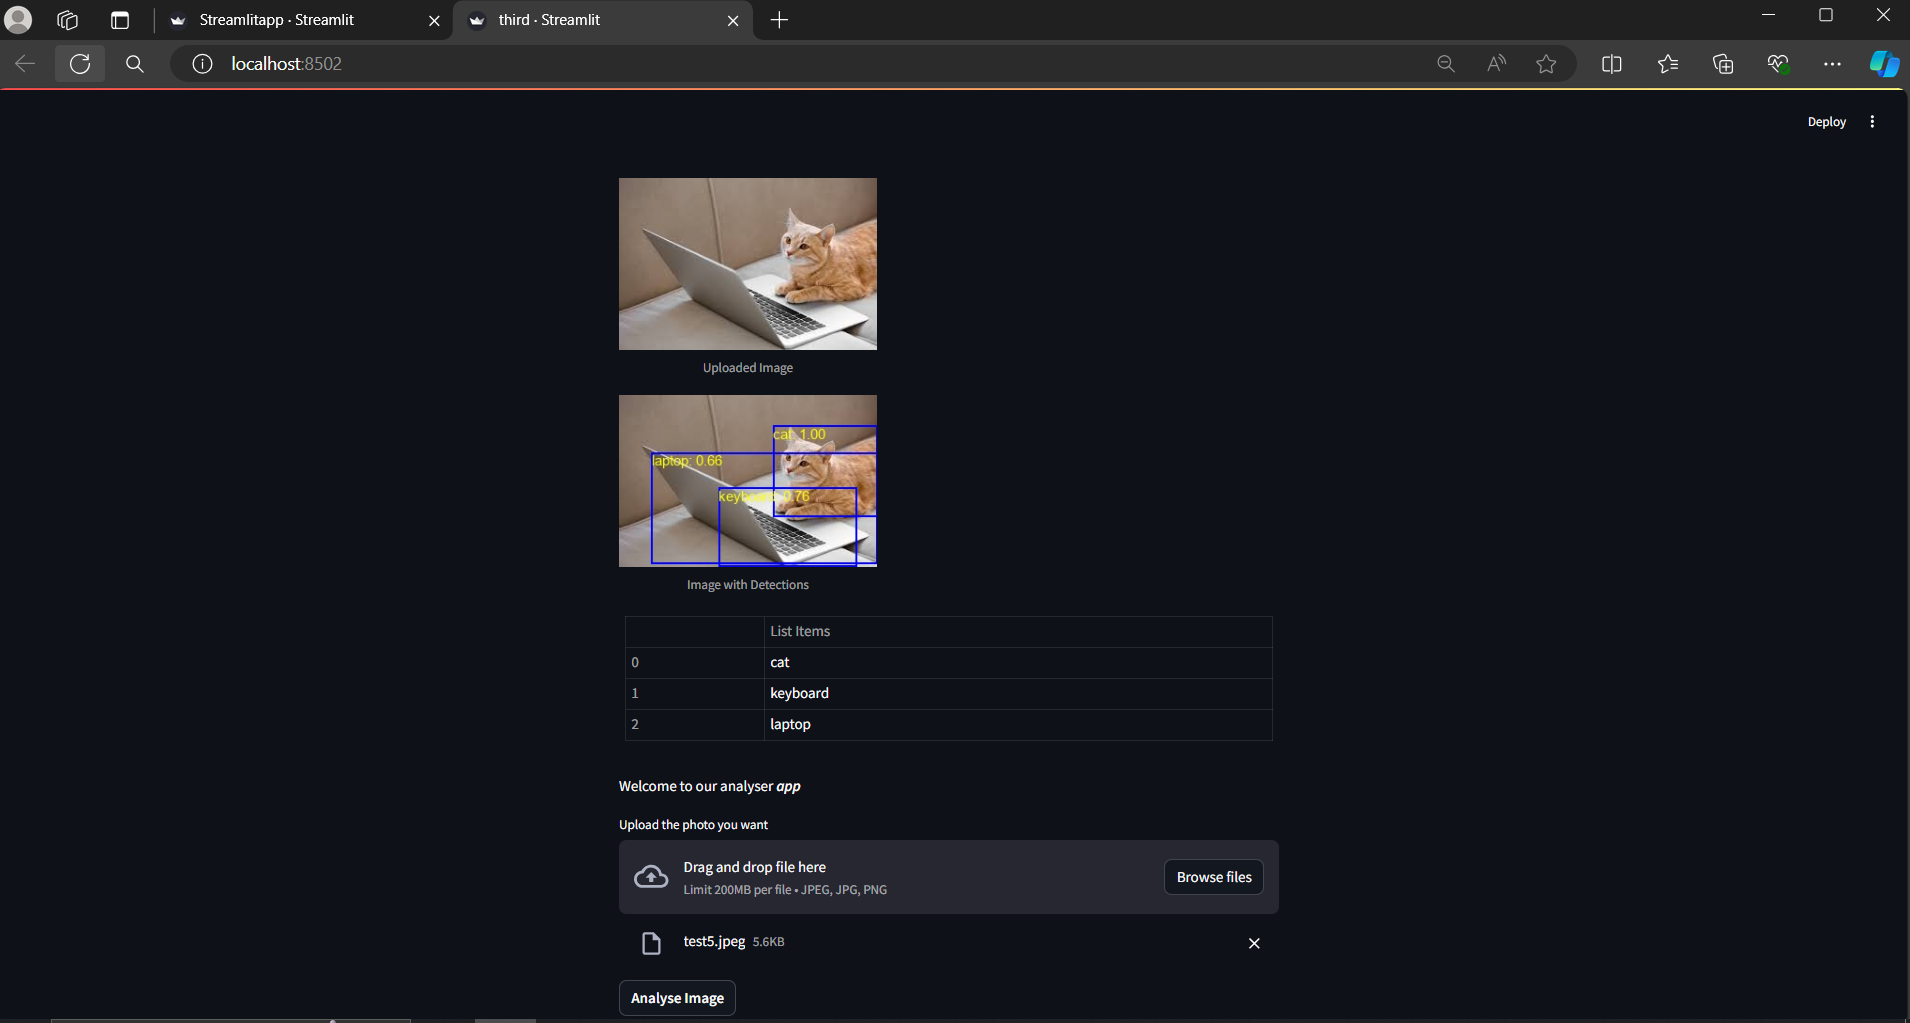 Streamlitapp · Streamlit
third · Streamlit
localhost:8502
Deploy
Uploaded Image
cat: 1.00
laptop: 0.66
keyboard: 0.76
Image with Detections
List Items
0 cat
1 keyboard
2 laptop
Welcome to our analyser app
Upload the photo you want
Drag and drop file here
Limit 200MB per file • JPEG, JPG, PNG
Browse files
test5.jpeg 5.6KB
Analyse Image